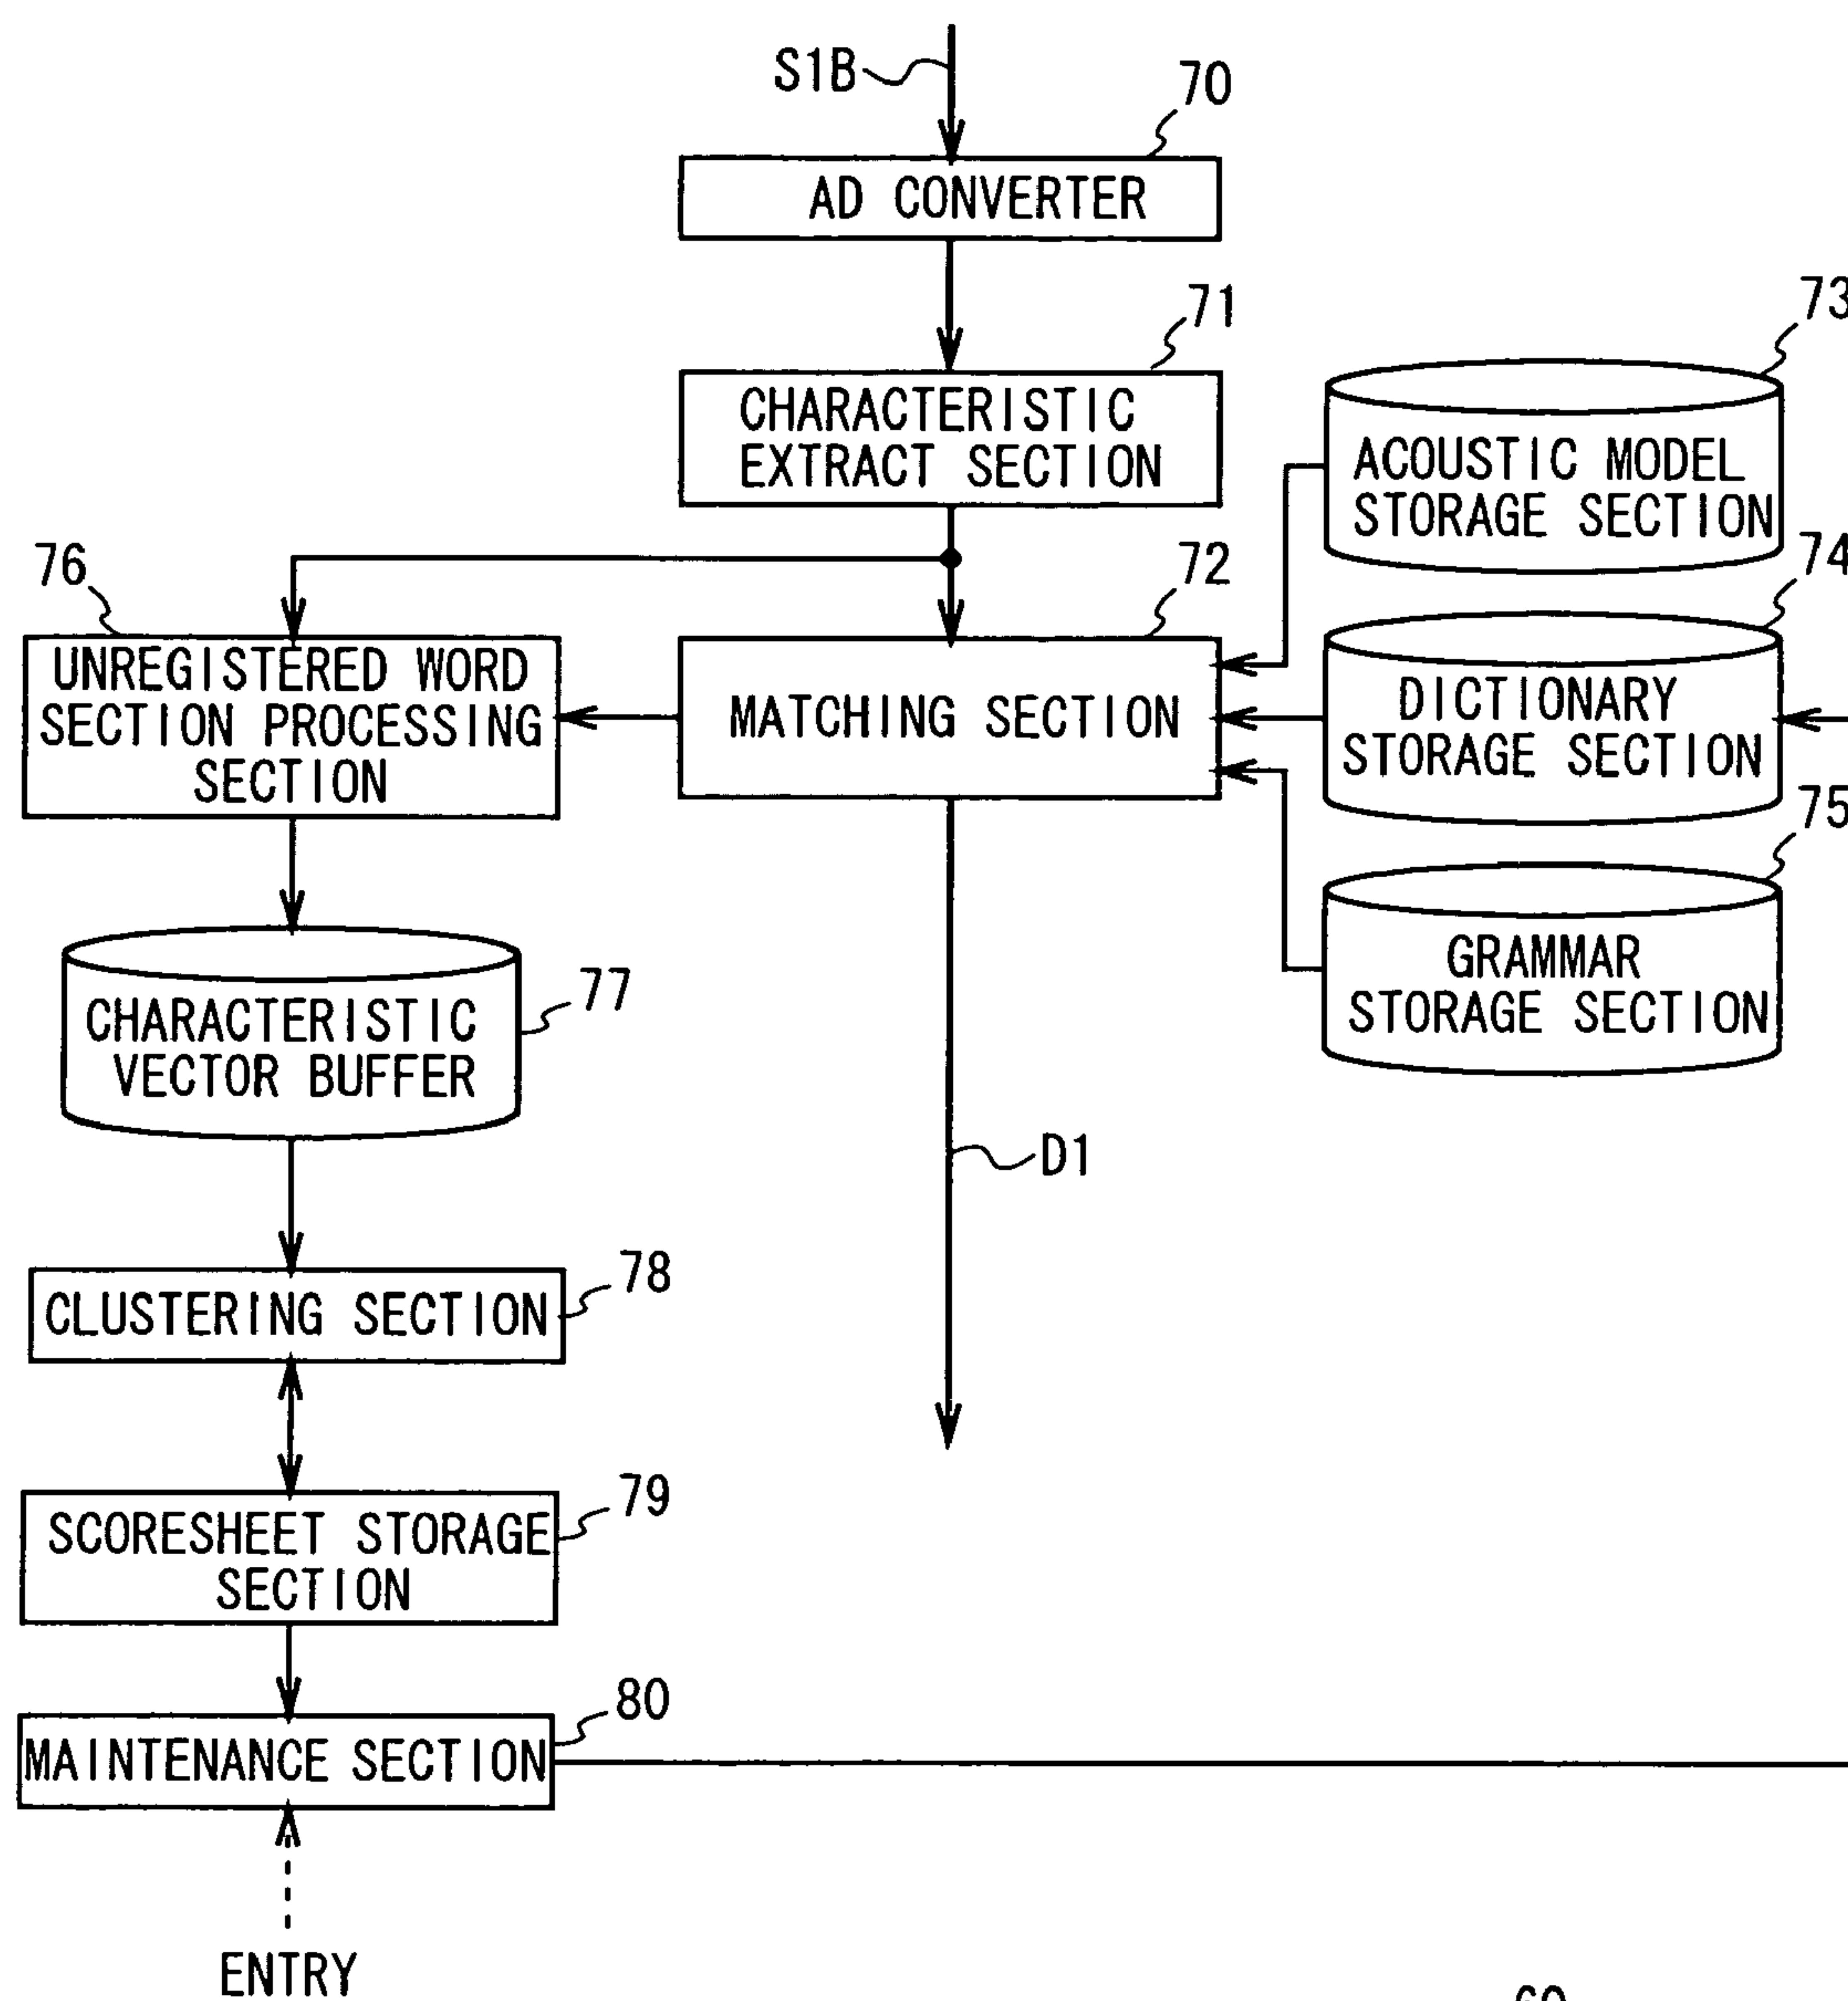 S1B
70
AD CONVERTER
71
73
CHARACTERISTIC
EXTRACT SECTION
ACOUSTIC MODEL
STORAGE SECTION
76
72
74
UNREGISTERED WORD
SECTION PROCESSING
SECTION
MATCHING SECTION
DICTIONARY
STORAGE SECTION
75
77
CHARACTERISTIC
VECTOR BUFFER
GRAMMAR
STORAGE SECTION
D1
78
CLUSTERING SECTION
79
SCORESHEET STORAGE
SECTION
80
MAINTENANCE SECTION
ENTRY